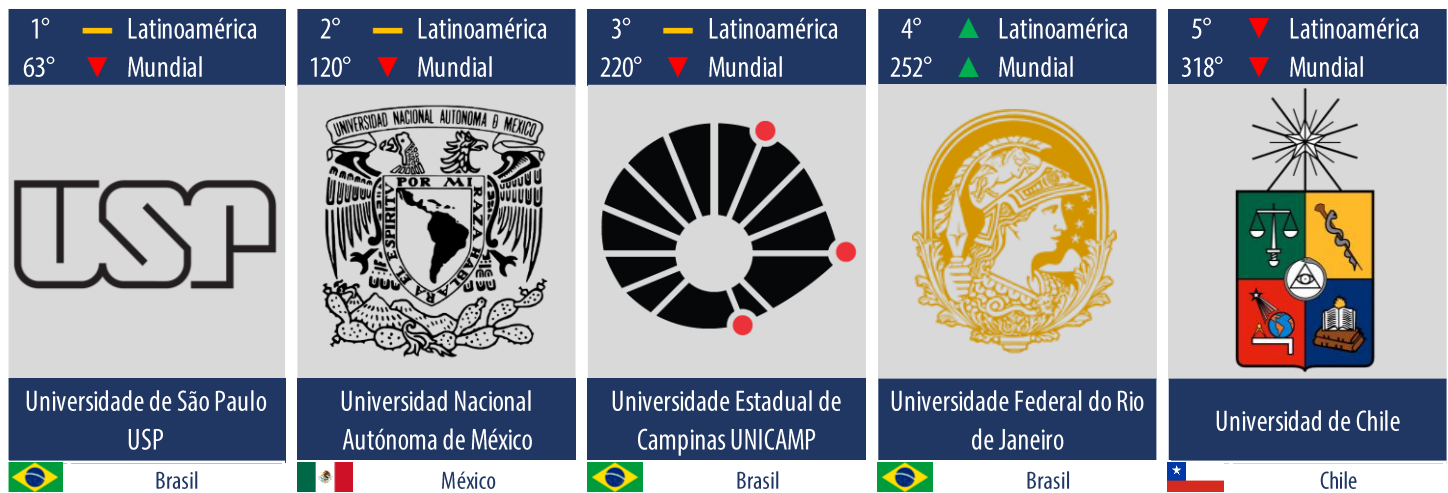 1° Latinoamérica
63° Mundial
USP
Universidade de São Paulo
USP
Brasil
2° Latinoamérica
120° Mundial
UNIVERSIDAD NACIONAL AUTONOMA D MEXICO
POR MI RAZA HABLARA EL ESPIRITU
Universidad Nacional
Autónoma de México
México
3° Latinoamérica
220° Mundial
Universidade Estadual de
Campinas UNICAMP
Brasil
4° Latinoamérica
252° Mundial
Universidade Federal do Rio
de Janeiro
Brasil
5° Latinoamérica
318° Mundial
Universidad de Chile
Chile